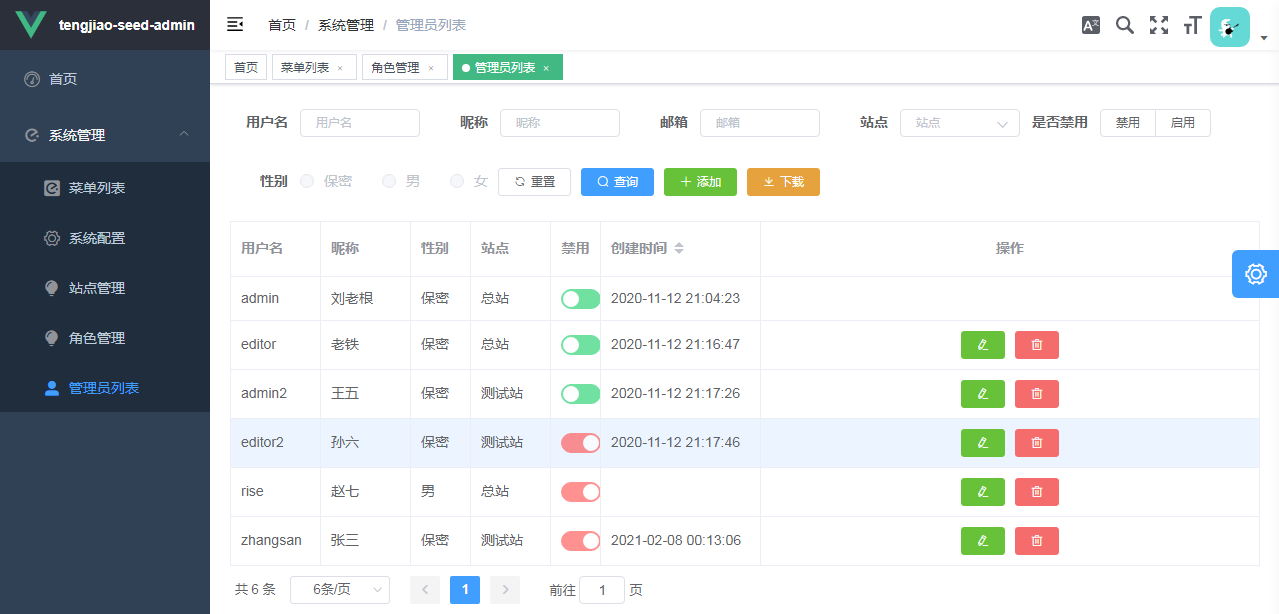 tengjiao-seed-admin
首页 / 系统管理 / 管理员列表
首页
系统管理
菜单列表
系统配置
站点管理
角色管理
管理员列表
首页 菜单列表 × 角色管理 × 管理员列表 ×
用户名 用户名 昵称 昵称 邮箱 邮箱 站点 站点 是否禁用 禁用 启用
性别 保密 男 女 重置 查询 添加 下载
用户名 昵称 性别 站点 禁用 创建时间 操作
admin 刘老根 保密 总站 2020-11-12 21:04:23
editor 老铁 保密 总站 2020-11-12 21:16:47
admin2 王五 保密 测试站 2020-11-12 21:17:26
editor2 孙六 保密 测试站 2020-11-12 21:17:46
rise 赵七 男 总站
zhangsan 张三 保密 测试站 2021-02-08 00:13:06
共 6 条 6条/页 1 前往 1 页